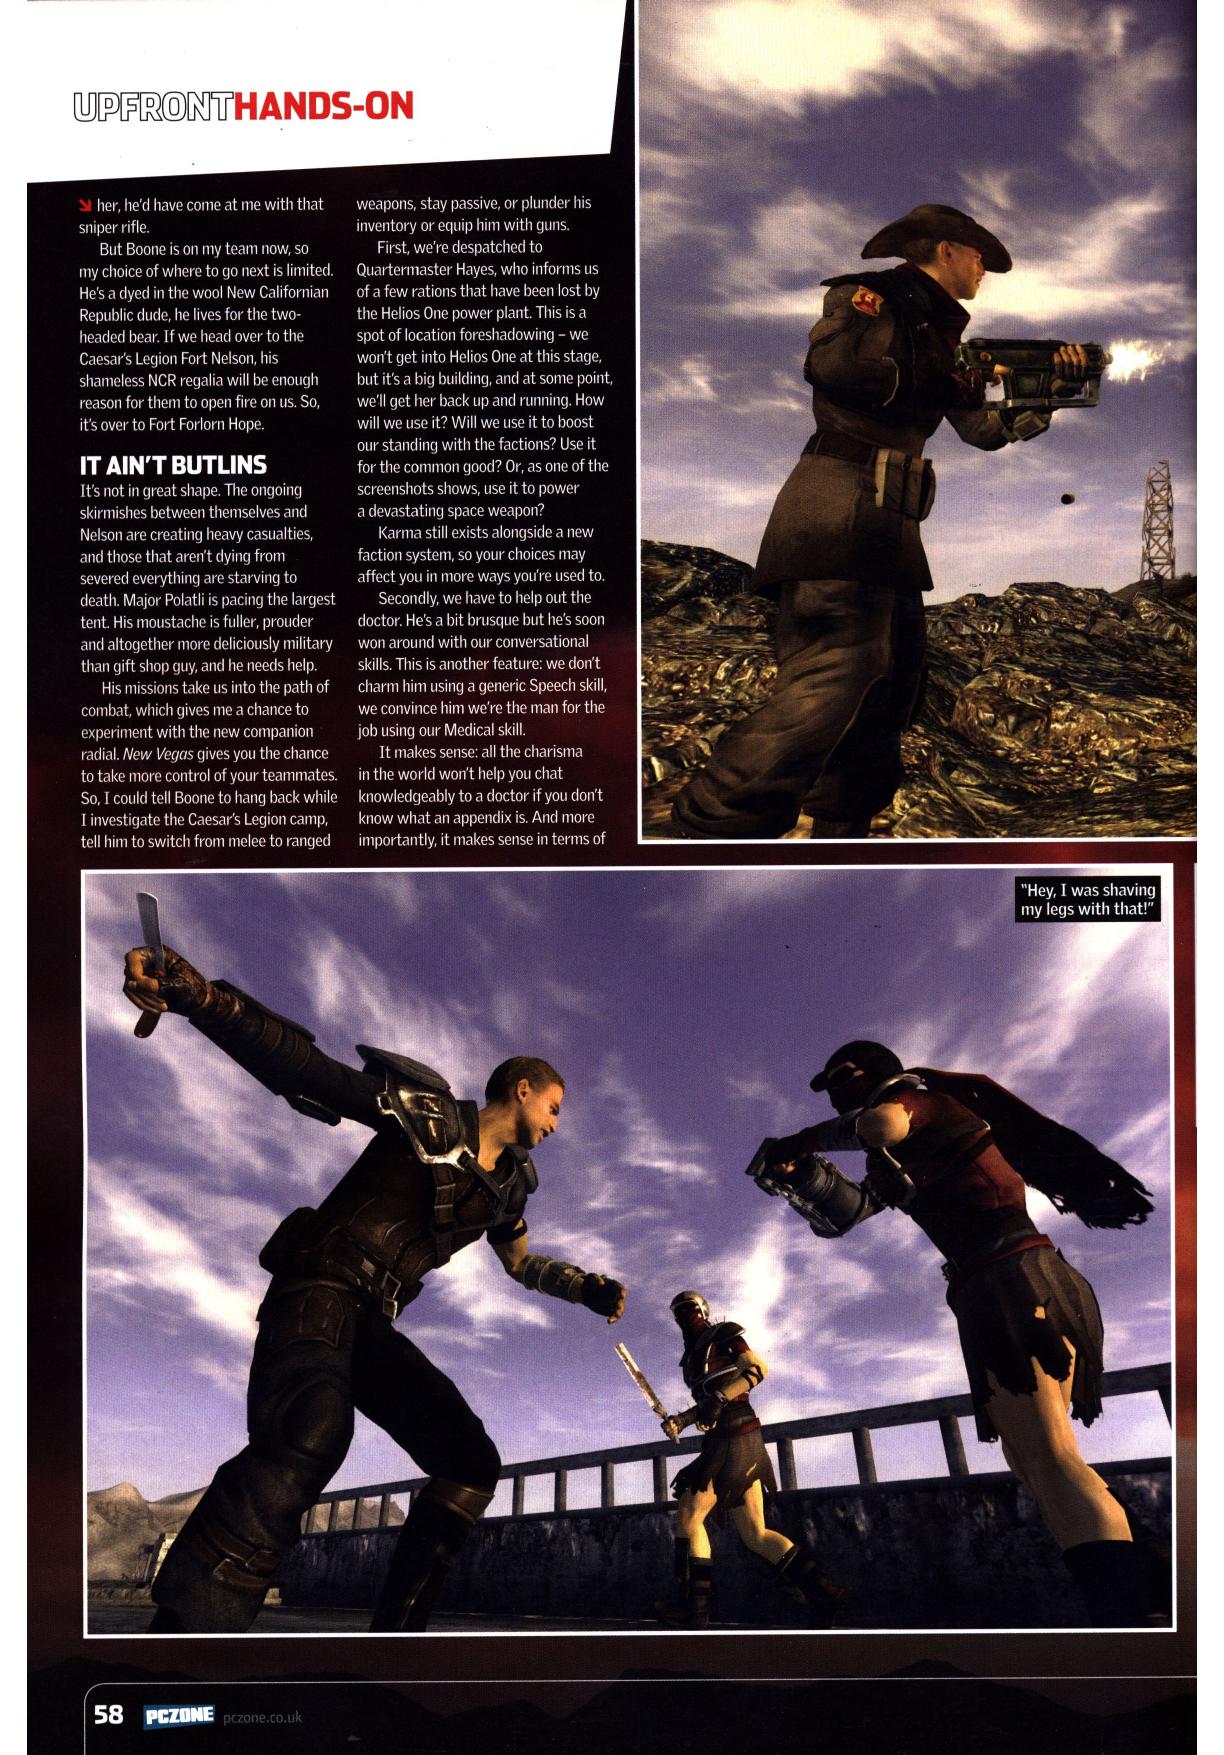 UPFRONTHANDS-ON
her, he'd have come at me with that
sniper rifle.
But Boone is on my team now, so
my choice of where to go next is limited.
He's a dyed in the wool New Californian
Republic dude, he lives for the two-
headed bear. If we head over to the
Caesar's Legion Fort Nelson, his
shameless NCR regalia will be enough
reason for them to open fire on us. So,
it's over to Fort Forlorn Hope.
IT AIN'T BUTLINS
It's not in great shape. The ongoing
skirmishes between themselves and
Nelson are creating heavy casualties,
and those that aren't dying from
severed everything are starving to
death. Major Polatli is pacing the largest
tent. His moustache is fuller, prouder
and altogether more deliciously military
than gift shop guy, and he needs help.
His missions take us into the path of
combat, which gives me a chance to
experiment with the new companion
radial. New Vegas gives you the chance
to take more control of your teammates.
So, I could tell Boone to hang back while
I investigate the Caesar's Legion camp,
tell him to switch from melee to ranged
weapons, stay passive, or plunder his
inventory or equip him with guns.
First, we're despatched to
Quartermaster Hayes, who informs us
of a few rations that have been lost by
the Helios One power plant. This is a
spot of location foreshadowing – we
won't get into Helios One at this stage,
but it's a big building, and at some point,
we'll get her back up and running. How
will we use it? Will we use it to boost
our standing with the factions? Use it
for the common good? Or, as one of the
screenshots shows, use it to power
a devastating space weapon?
Karma still exists alongside a new
faction system, so your choices may
affect you in more ways you're used to.
Secondly, we have to help out the
doctor. He's a bit brusque but he's soon
won around with our conversational
skills. This is another feature: we don't
charm him using a generic Speech skill,
we convince him we're the man for the
job using our Medical skill.
It makes sense: all the charisma
in the world won't help you chat
knowledgeably to a doctor if you don't
know what an appendix is. And more
importantly, it makes sense in terms of
"Hey, I was shaving
my legs with that!"
58 PCZONE pczone.co.uk